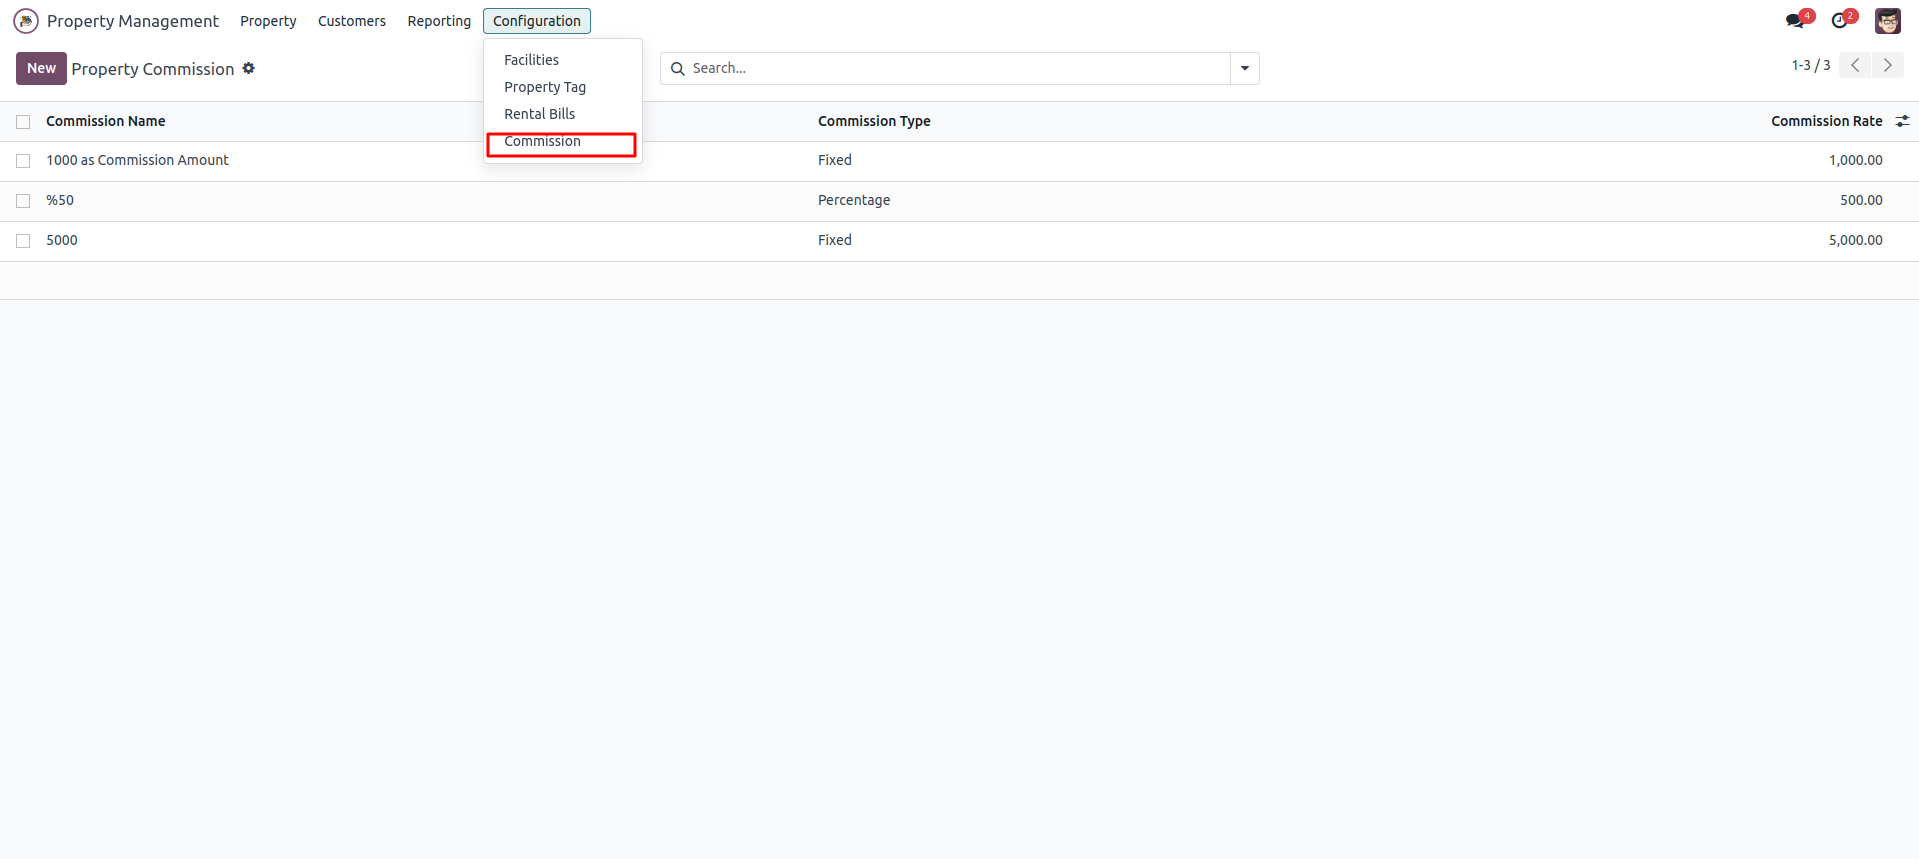 Property Management Property Customers Reporting Configuration 4 2
New Property Commission Search... 1-3 / 3
Facilities
Property Tag
Rental Bills
Commission
Commission Name Commission Type Commission Rate
1000 as Commission Amount Fixed 1,000.00
%50 Percentage 500.00
5000 Fixed 5,000.00